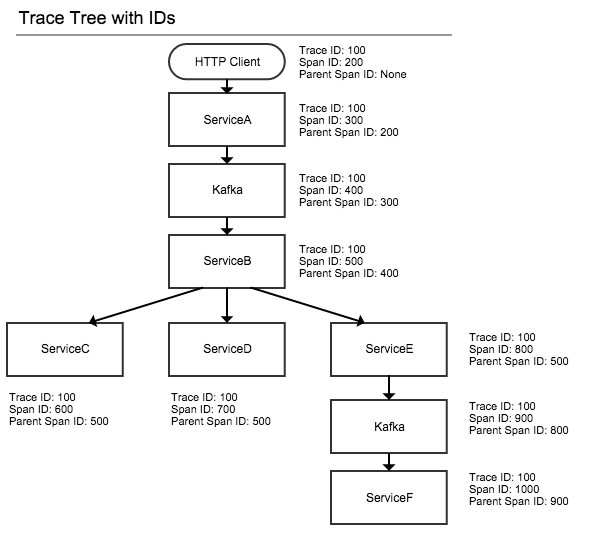 Trace Tree with IDs
HTTP Client
Trace ID: 100
Span ID: 200
Parent Span ID: None
ServiceA
Trace ID: 100
Span ID: 300
Parent Span ID: 200
Kafka
Trace ID: 100
Span ID: 400
Parent Span ID: 300
ServiceB
Trace ID: 100
Span ID: 500
Parent Span ID: 400
ServiceC
Trace ID: 100
Span ID: 600
Parent Span ID: 500
ServiceD
Trace ID: 100
Span ID: 700
Parent Span ID: 500
ServiceE
Trace ID: 100
Span ID: 800
Parent Span ID: 500
Kafka
Trace ID: 100
Span ID: 900
Parent Span ID: 800
ServiceF
Trace ID: 100
Span ID: 1000
Parent Span ID: 900